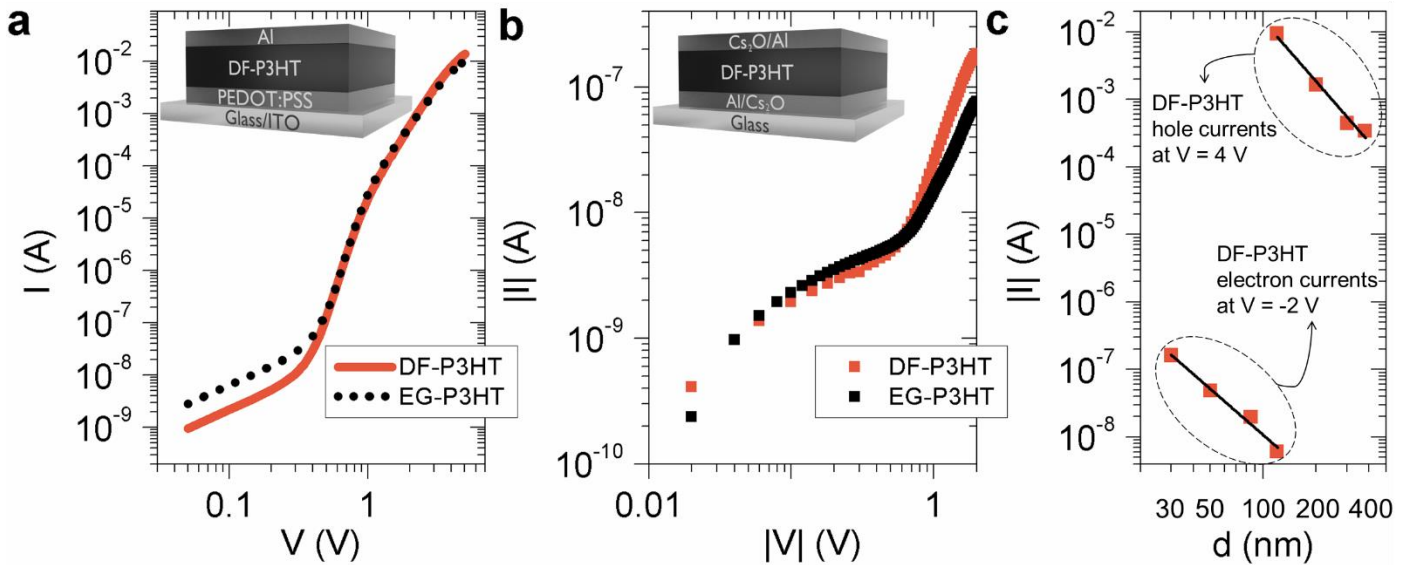 a
I (A)
10⁻²
10⁻³
10⁻⁴
10⁻⁵
10⁻⁶
10⁻⁷
10⁻⁸
10⁻⁹
0.1
1
V (V)
Al
DF-P3HT
PEDOT:PSS
Glass/ITO
DF-P3HT
EG-P3HT
b
|I| (A)
10⁻⁷
10⁻⁸
10⁻⁹
10⁻¹⁰
0.01
0.1
1
|V| (V)
Cs₂O/Al
DF-P3HT
Al/Cs₂O
Glass
DF-P3HT
EG-P3HT
c
|I| (A)
10⁻²
10⁻³
10⁻⁴
10⁻⁵
10⁻⁶
10⁻⁷
10⁻⁸
30
50
100
200
400
d (nm)
DF-P3HT
hole currents
at V = 4 V
DF-P3HT
electron currents
at V = -2 V